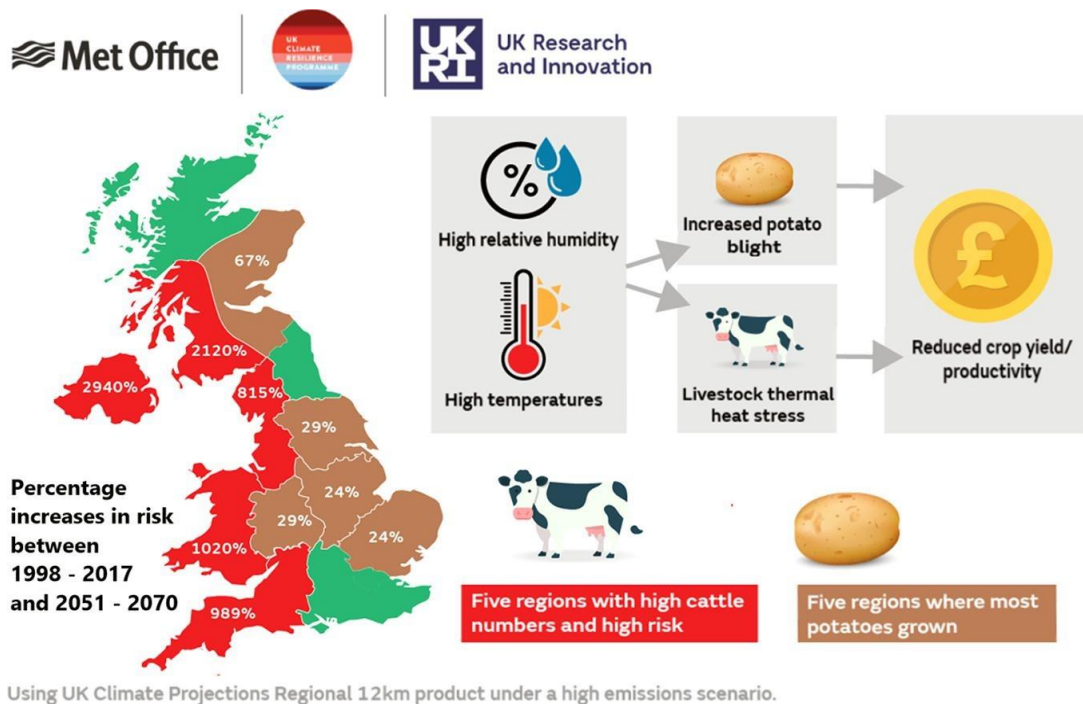 Met Office
UK
CLIMATE
RESILIENCE
PROGRAMME
UK
RI
UK Research
and Innovation
%
High relative humidity
High temperatures
Increased potato
blight
Livestock thermal
heat stress
£
Reduced crop yield/
productivity
67%
2120%
2940%
815%
29%
24%
29%
24%
1020%
989%
Percentage
increases in risk
between
1998 - 2017
and 2051 - 2070
Five regions with high cattle
numbers and high risk
Five regions where most
potatoes grown
Using UK Climate Projections Regional 12km product under a high emissions scenario.